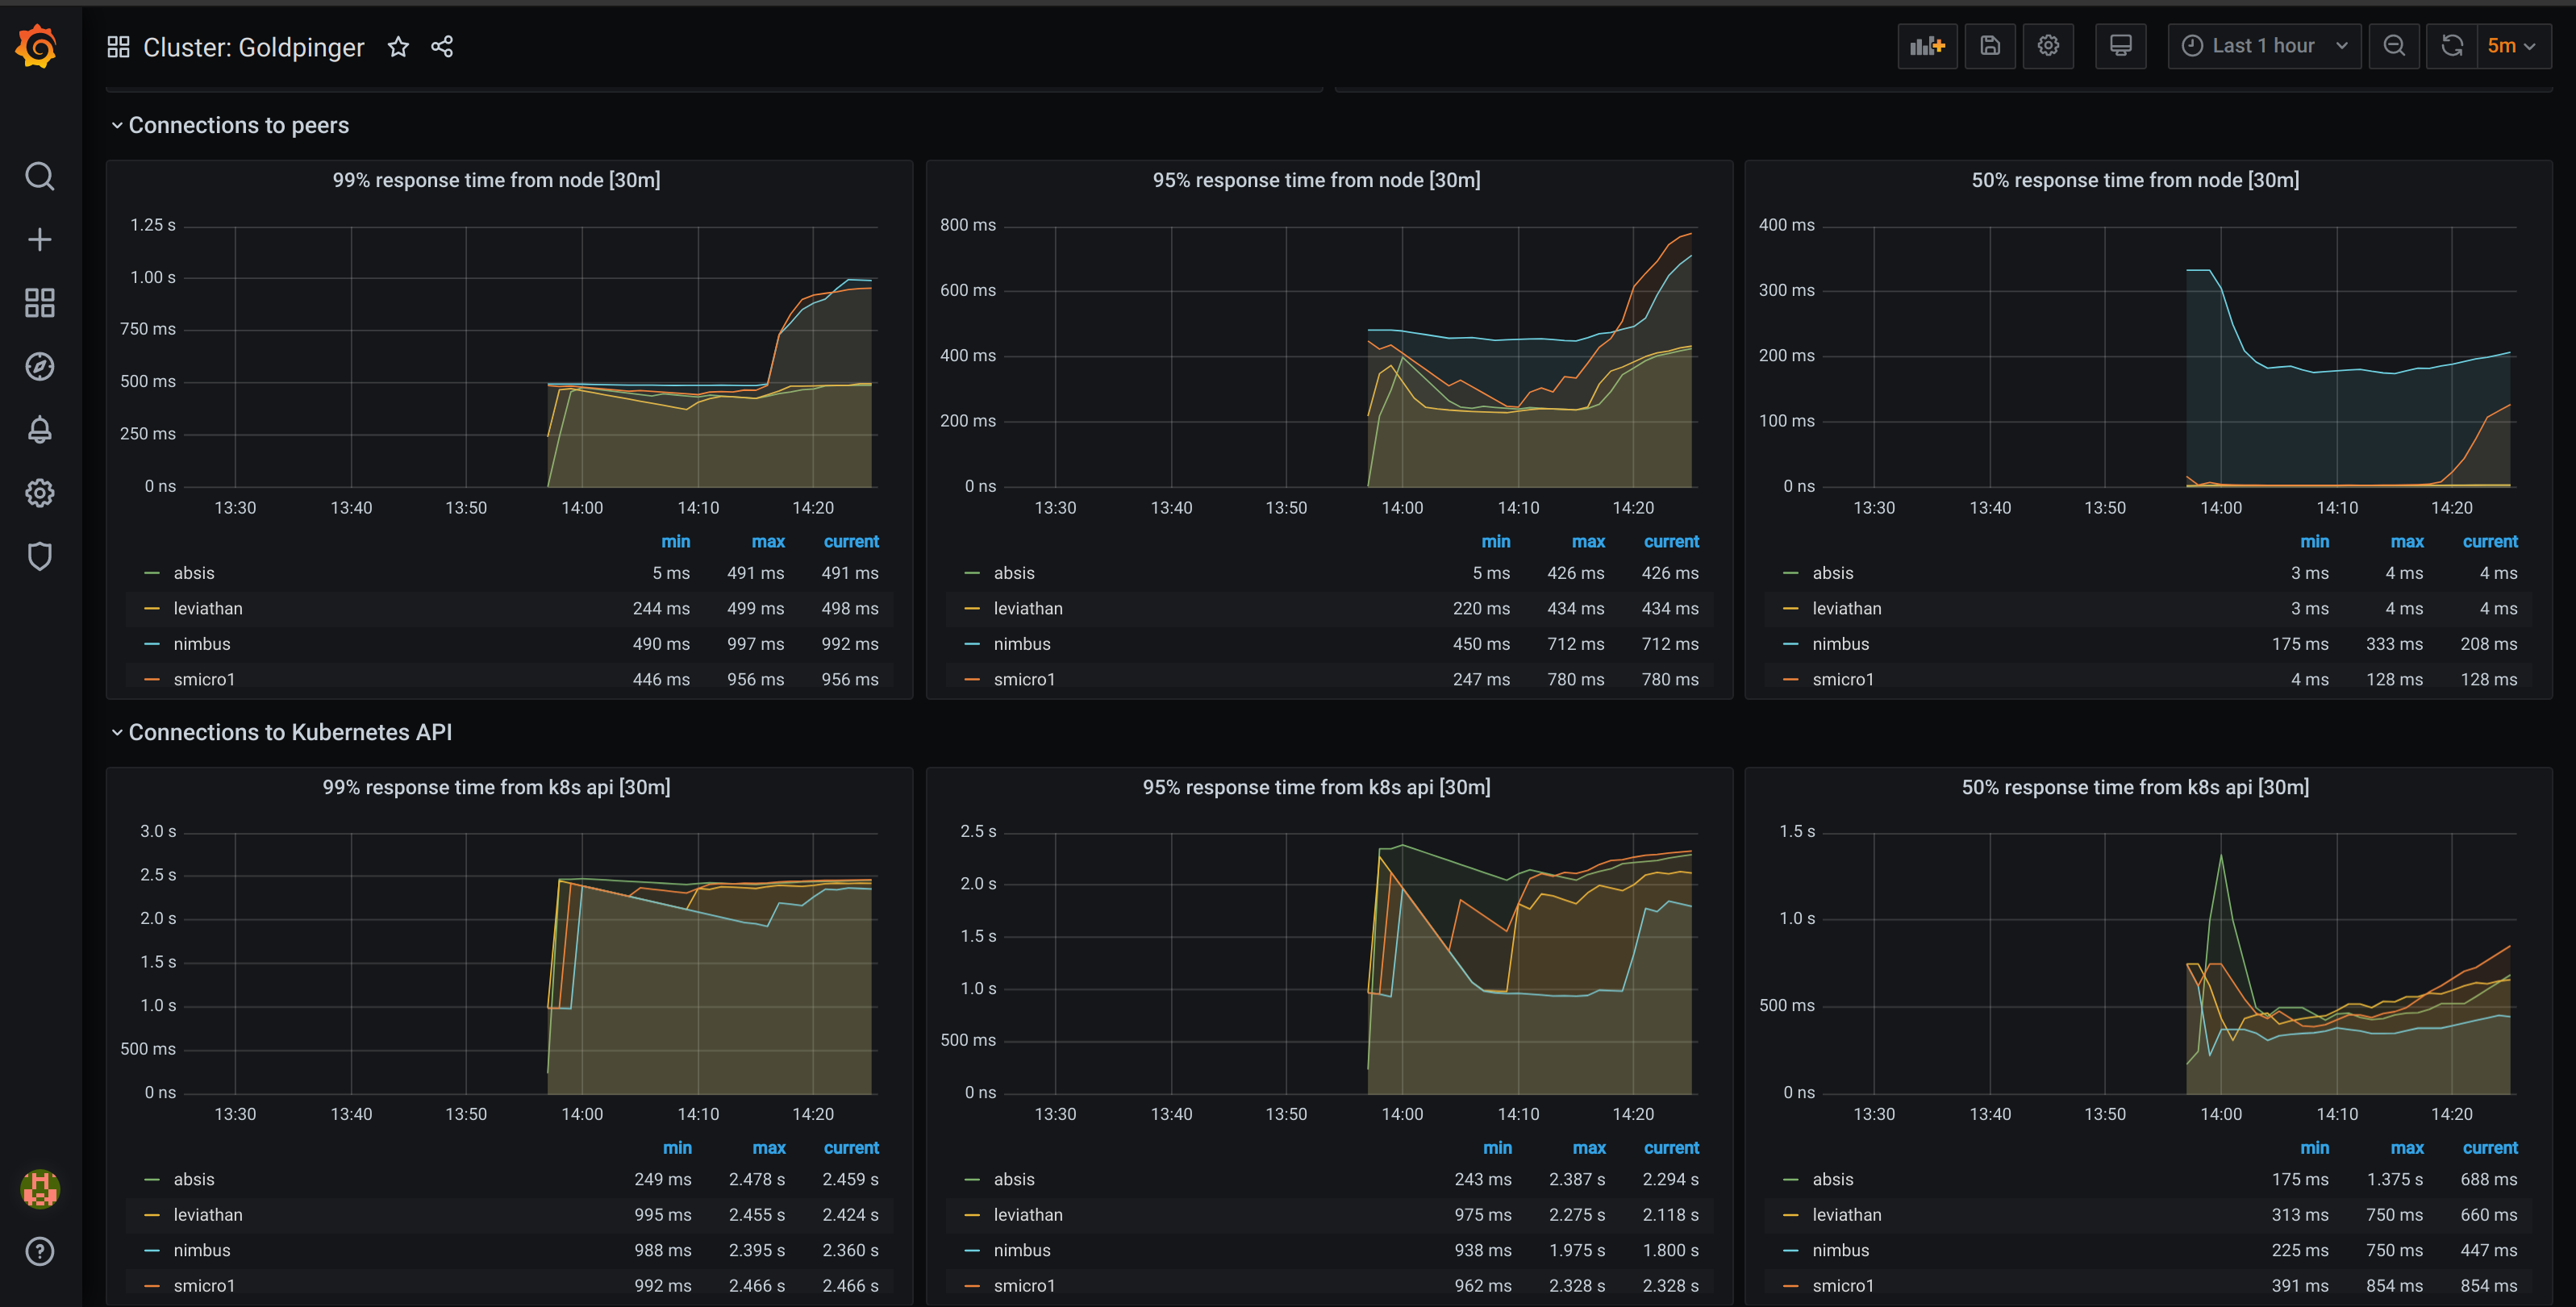 Cluster: Goldpinger
Last 1 hour
5m
Connections to peers
99% response time from node [30m]
1.25 s
1.00 s
750 ms
500 ms
250 ms
0 ns
13:30 13:40 13:50 14:00 14:10 14:20
min max current
absis 5 ms 491 ms 491 ms
leviathan 244 ms 499 ms 498 ms
nimbus 490 ms 997 ms 992 ms
smicro1 446 ms 956 ms 956 ms
95% response time from node [30m]
800 ms
600 ms
400 ms
200 ms
0 ns
13:30 13:40 13:50 14:00 14:10 14:20
min max current
absis 5 ms 426 ms 426 ms
leviathan 220 ms 434 ms 434 ms
nimbus 450 ms 712 ms 712 ms
smicro1 247 ms 780 ms 780 ms
50% response time from node [30m]
400 ms
300 ms
200 ms
100 ms
0 ns
13:30 13:40 13:50 14:00 14:10 14:20
min max current
absis 3 ms 4 ms 4 ms
leviathan 3 ms 4 ms 4 ms
nimbus 175 ms 333 ms 208 ms
smicro1 4 ms 128 ms 128 ms
Connections to Kubernetes API
99% response time from k8s api [30m]
3.0 s
2.5 s
2.0 s
1.5 s
1.0 s
500 ms
0 ns
13:30 13:40 13:50 14:00 14:10 14:20
min max current
absis 249 ms 2.478 s 2.459 s
leviathan 995 ms 2.455 s 2.424 s
nimbus 988 ms 2.395 s 2.360 s
smicro1 992 ms 2.466 s 2.466 s
95% response time from k8s api [30m]
2.5 s
2.0 s
1.5 s
1.0 s
500 ms
0 ns
13:30 13:40 13:50 14:00 14:10 14:20
min max current
absis 243 ms 2.387 s 2.294 s
leviathan 975 ms 2.275 s 2.118 s
nimbus 938 ms 1.975 s 1.800 s
smicro1 962 ms 2.328 s 2.328 s
50% response time from k8s api [30m]
1.5 s
1.0 s
500 ms
0 ns
13:30 13:40 13:50 14:00 14:10 14:20
min max current
absis 175 ms 1.375 s 688 ms
leviathan 313 ms 750 ms 660 ms
nimbus 225 ms 750 ms 447 ms
smicro1 391 ms 854 ms 854 ms